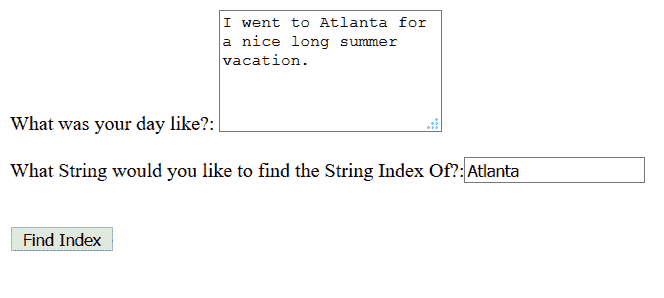 I went to Atlanta for
a nice long summer
vacation.
What was your day like?:
What String would you like to find the String Index Of?: Atlanta
Find Index